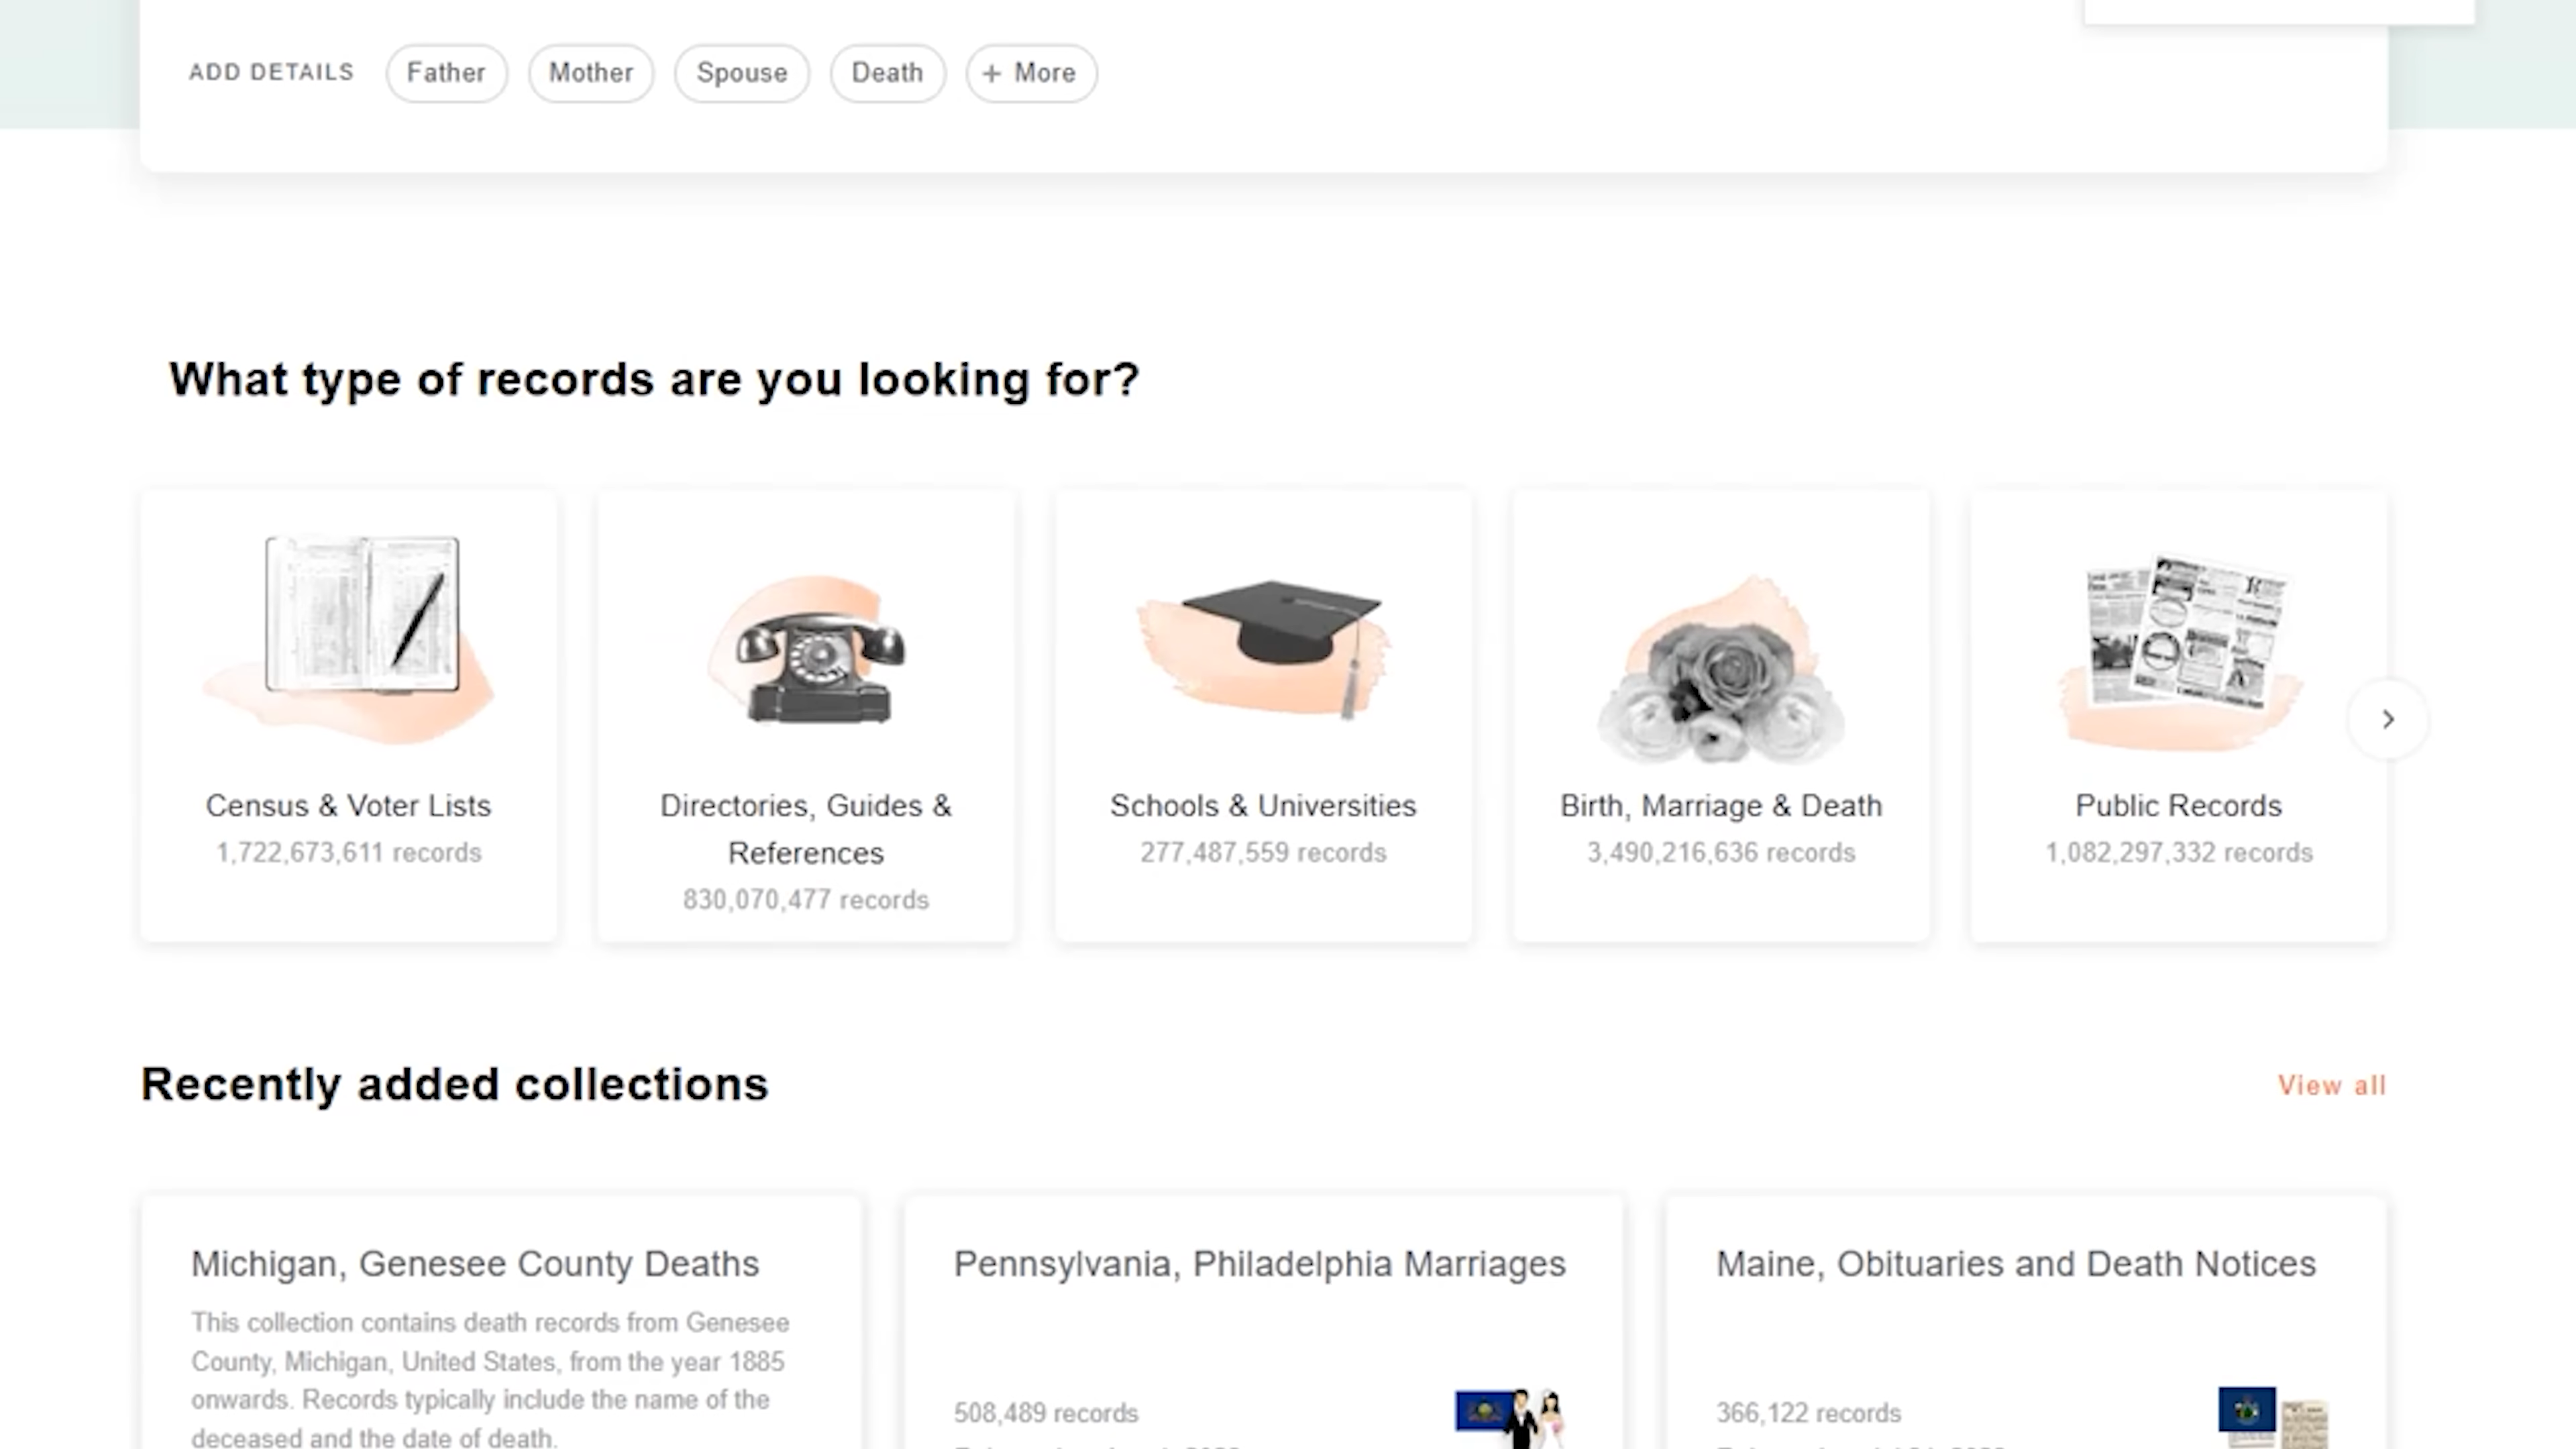 ADD DETAILS Father Mother Spouse Death + More
What type of records are you looking for?
Census & Voter Lists
1,722,673,611 records
Directories, Guides &
References
830,070,477 records
Schools & Universities
277,487,559 records
Birth, Marriage & Death
3,490,216,636 records
Public Records
1,082,297,332 records
Recently added collections
View all
Michigan, Genesee County Deaths
This collection contains death records from Genesee
County, Michigan, United States, from the year 1885
onwards. Records typically include the name of the
deceased and the date of death.
Pennsylvania, Philadelphia Marriages
508,489 records
Maine, Obituaries and Death Notices
366,122 records